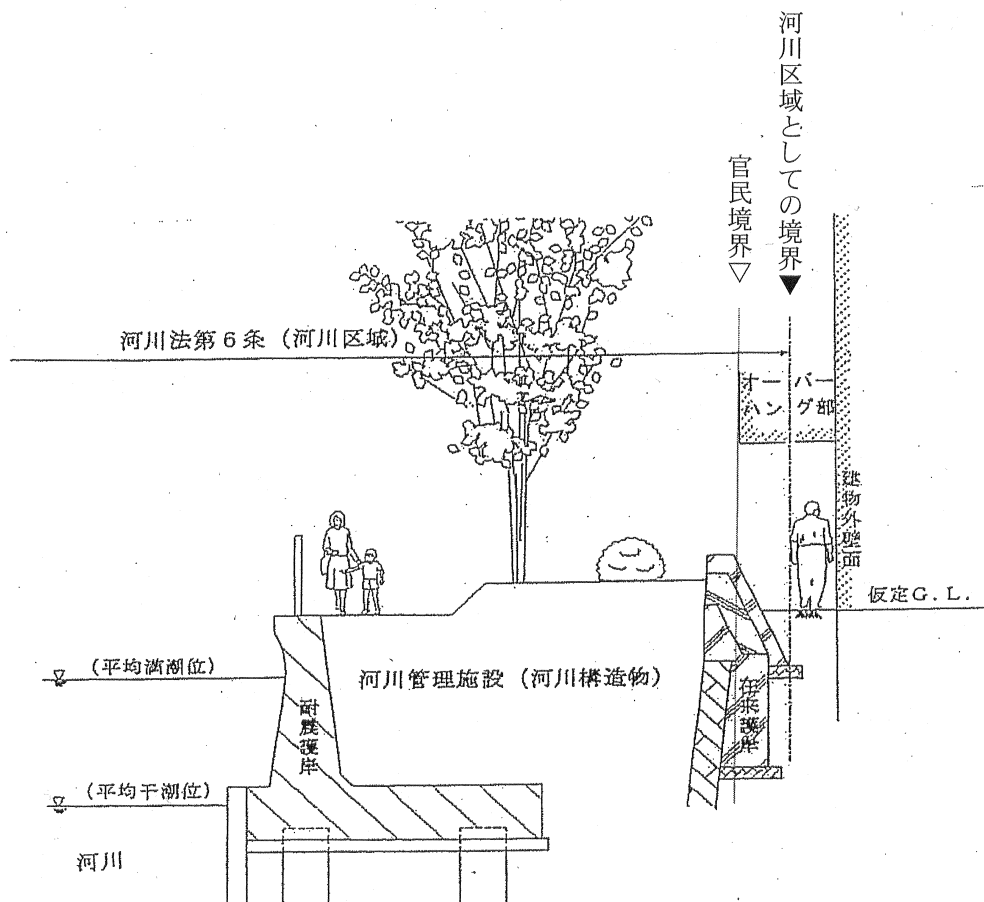 河川区域としての境界▼
官民境界▽
河川法第6条（河川区域）
オーバー
ハング部
建物外壁面
仮定G.L.
（平均満潮位）
河川管理施設（河川構造物）
耐震護岸
在来護岸
（平均干潮位）
河川